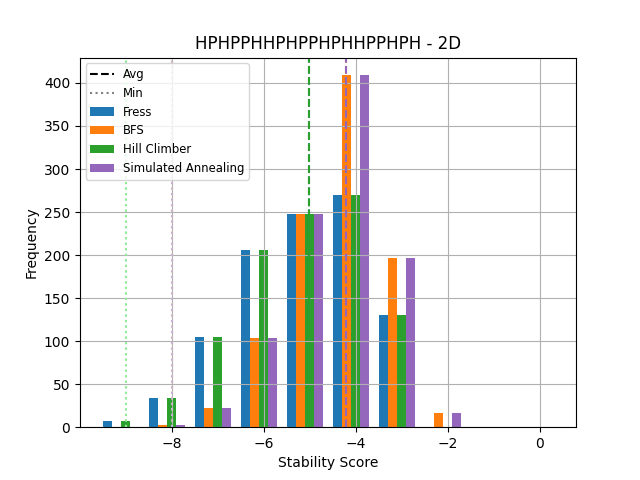 HPHPPHHPHPPHPHHPPHPH - 2D
Avg
Min
Fress
BFS
Hill Climber
Simulated Annealing
Frequency
400
350
300
250
200
150
100
50
0
−8
−6
−4
−2
0
Stability Score